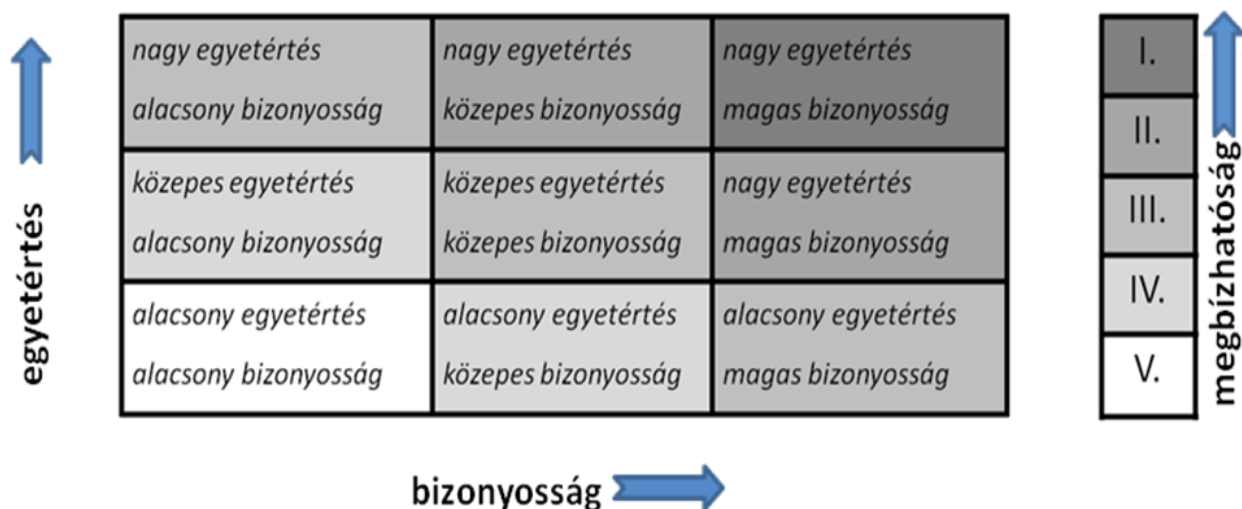 egyetértés
nagy egyetértés
alacsony bizonyosság
nagy egyetértés
közepes bizonyosság
nagy egyetértés
magas bizonyosság
közepes egyetértés
alacsony bizonyosság
közepes egyetértés
közepes bizonyosság
nagy egyetértés
magas bizonyosság
alacsony egyetértés
alacsony bizonyosság
alacsony egyetértés
közepes bizonyosság
alacsony egyetértés
magas bizonyosság
bizonyosság
I.
II.
III.
IV.
V.
megbízhatóság